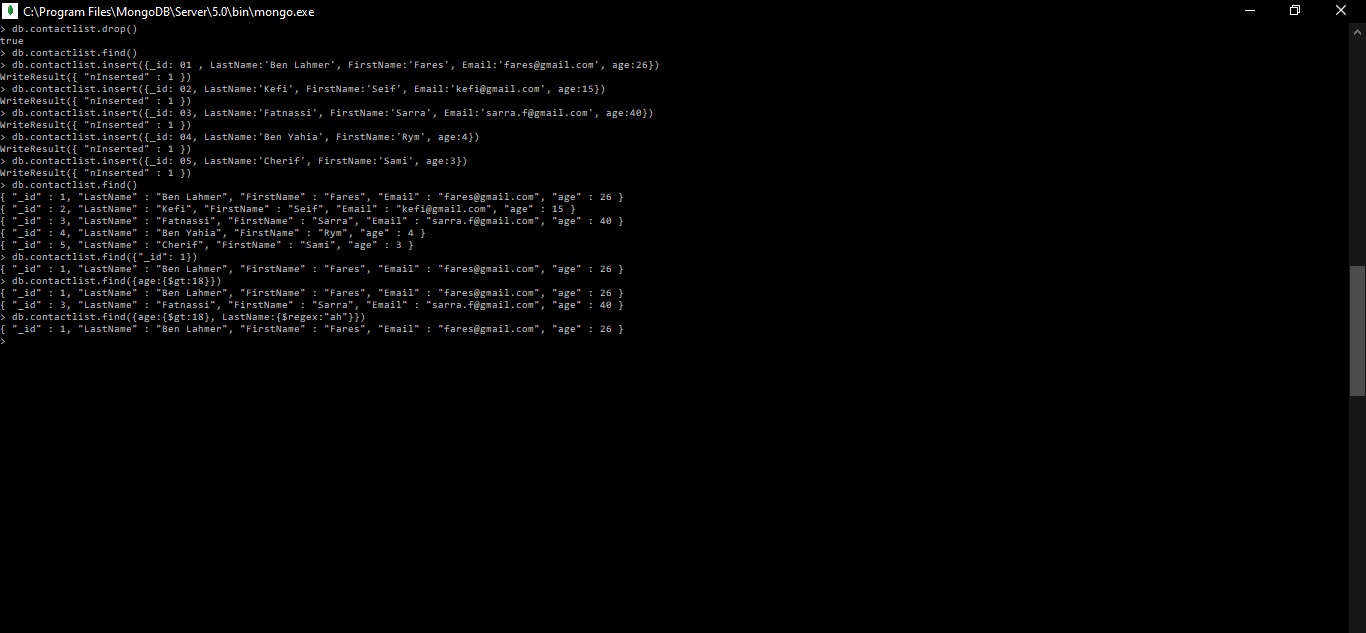 C:\Program Files\MongoDB\Server\5.0\bin\mongo.exe
> db.contactlist.drop()
true
> db.contactlist.find()
> db.contactlist.insert({_id: 01 , LastName:'Ben Lahmer', FirstName:'Fares', Email:'fares@gmail.com', age:26})
WriteResult({ "nInserted" : 1 })
> db.contactlist.insert({_id: 02, LastName:'Kefi', FirstName:'Seif', Email:'kefi@gmail.com', age:15})
WriteResult({ "nInserted" : 1 })
> db.contactlist.insert({_id: 03, LastName:'Fatnassi', FirstName:'Sarra', Email:'sarra.f@gmail.com', age:40})
WriteResult({ "nInserted" : 1 })
> db.contactlist.insert({_id: 04, LastName:'Ben Yahia', FirstName:'Rym', age:4})
WriteResult({ "nInserted" : 1 })
> db.contactlist.insert({_id: 05, LastName:'Cherif', FirstName:'Sami', age:3})
WriteResult({ "nInserted" : 1 })
> db.contactlist.find()
{ "_id" : 1, "LastName" : "Ben Lahmer", "FirstName" : "Fares", "Email" : "fares@gmail.com", "age" : 26 }
{ "_id" : 2, "LastName" : "Kefi", "FirstName" : "Seif", "Email" : "kefi@gmail.com", "age" : 15 }
{ "_id" : 3, "LastName" : "Fatnassi", "FirstName" : "Sarra", "Email" : "sarra.f@gmail.com", "age" : 40 }
{ "_id" : 4, "LastName" : "Ben Yahia", "FirstName" : "Rym", "age" : 4 }
{ "_id" : 5, "LastName" : "Cherif", "FirstName" : "Sami", "age" : 3 }
> db.contactlist.find({"_id": 1})
{ "_id" : 1, "LastName" : "Ben Lahmer", "FirstName" : "Fares", "Email" : "fares@gmail.com", "age" : 26 }
> db.contactlist.find({age:{$gt:18}})
{ "_id" : 1, "LastName" : "Ben Lahmer", "FirstName" : "Fares", "Email" : "fares@gmail.com", "age" : 26 }
{ "_id" : 3, "LastName" : "Fatnassi", "FirstName" : "Sarra", "Email" : "sarra.f@gmail.com", "age" : 40 }
> db.contactlist.find({age:{$gt:18}, LastName:{$regex:"ah"}})
{ "_id" : 1, "LastName" : "Ben Lahmer", "FirstName" : "Fares", "Email" : "fares@gmail.com", "age" : 26 }
>